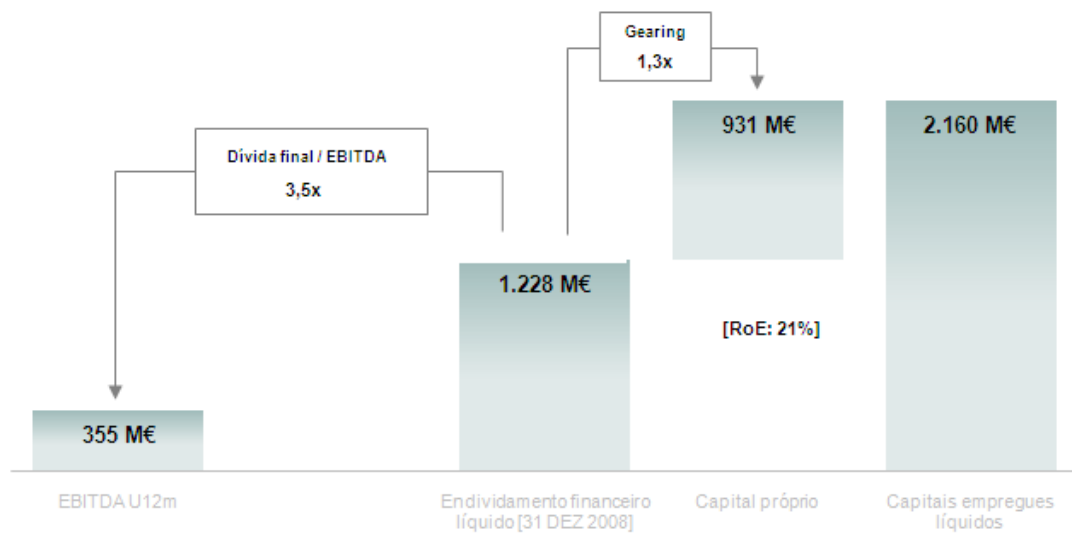 Gearing
1,3x
931 M€
2.160 M€
Dívida final / EBITDA
3,5x
1.228 M€
[RoE: 21%]
355 M€
EBITDA U12m
Endividamento financeiro
líquido [31 DEZ 2008]
Capital próprio
Capitais empregues
líquidos